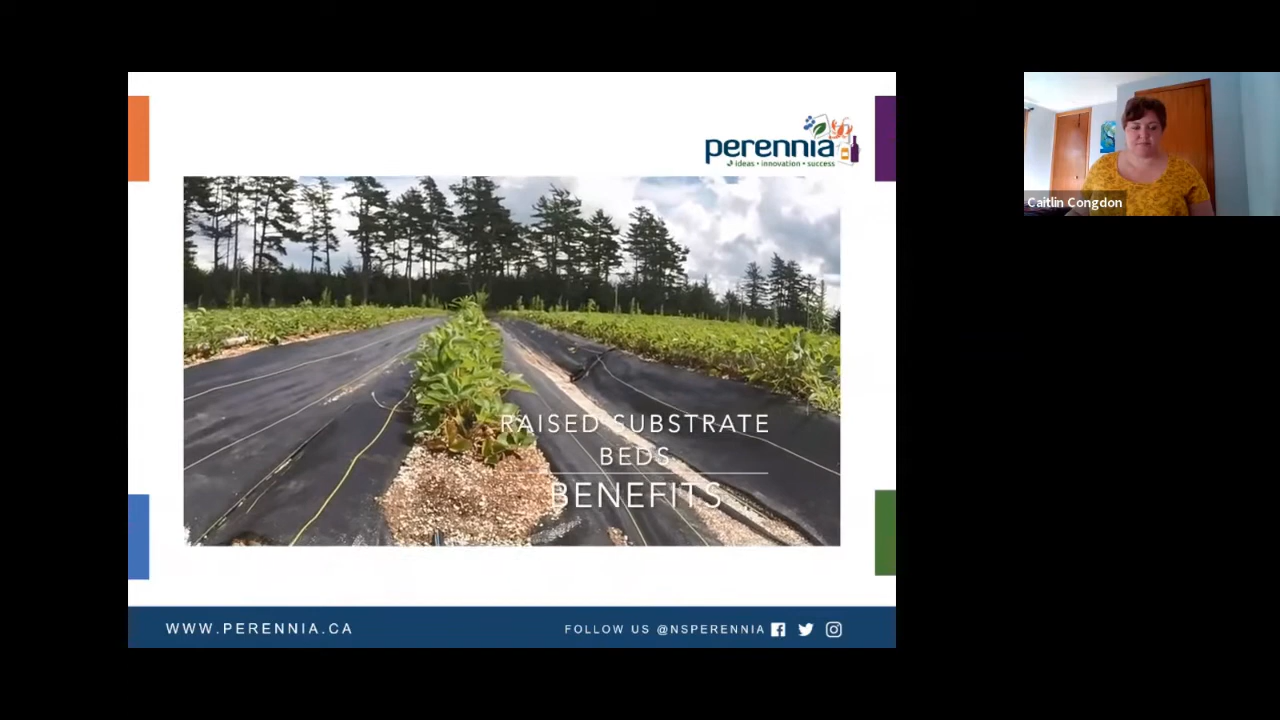 perennia
ideas • innovation • success
Caitlin Congdon
RAISED SUBSTRATE
BEDS
BENEFITS
WWW.PERENNIA.CA
FOLLOW US @NSPERENNIA